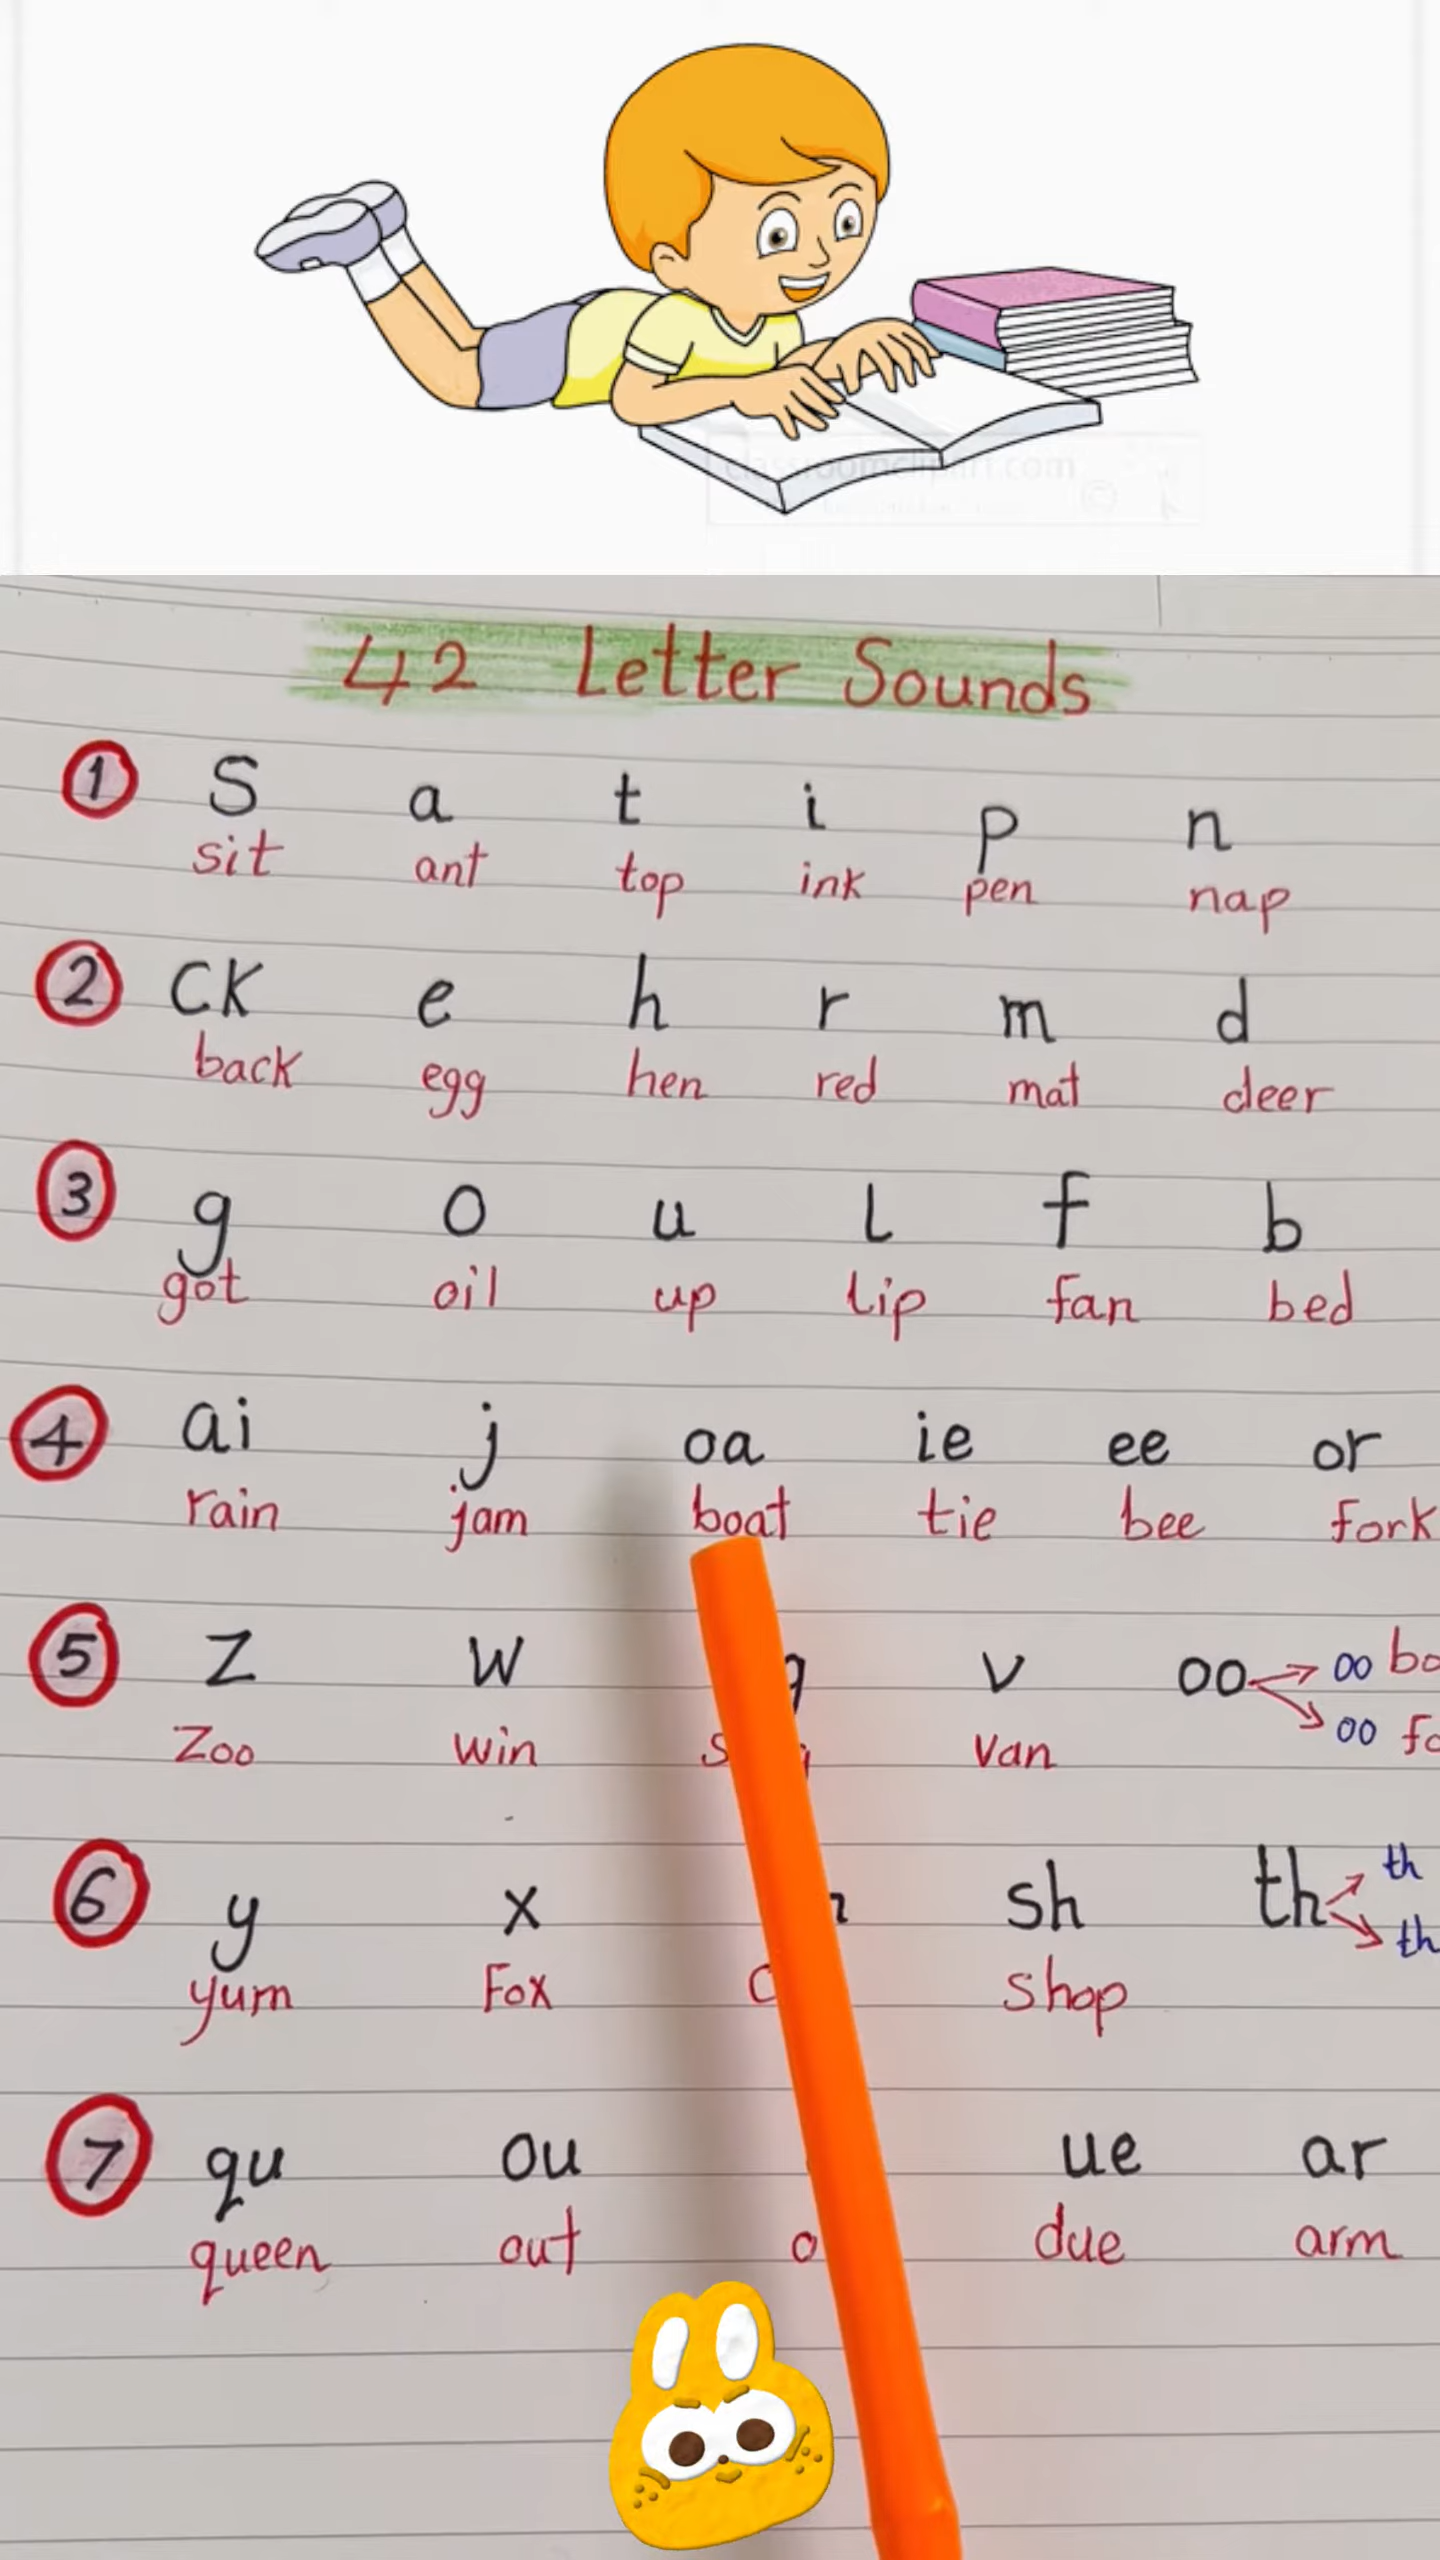 classroomclipart.com
©
42 Letter Sounds
1 S a t i p n
sit ant top ink pen nap
2 CK e h r m d
back egg hen red mat deer
3 g o u l f b
got oil up lip fan bed
4 ai j oa ie ee or
rain jam boat tie bee fork
5 Z W v oo oo
Zoo win van oo
6 y x sh th th
yum Fox shop th
7 qu ou ue ar
queen out due arm